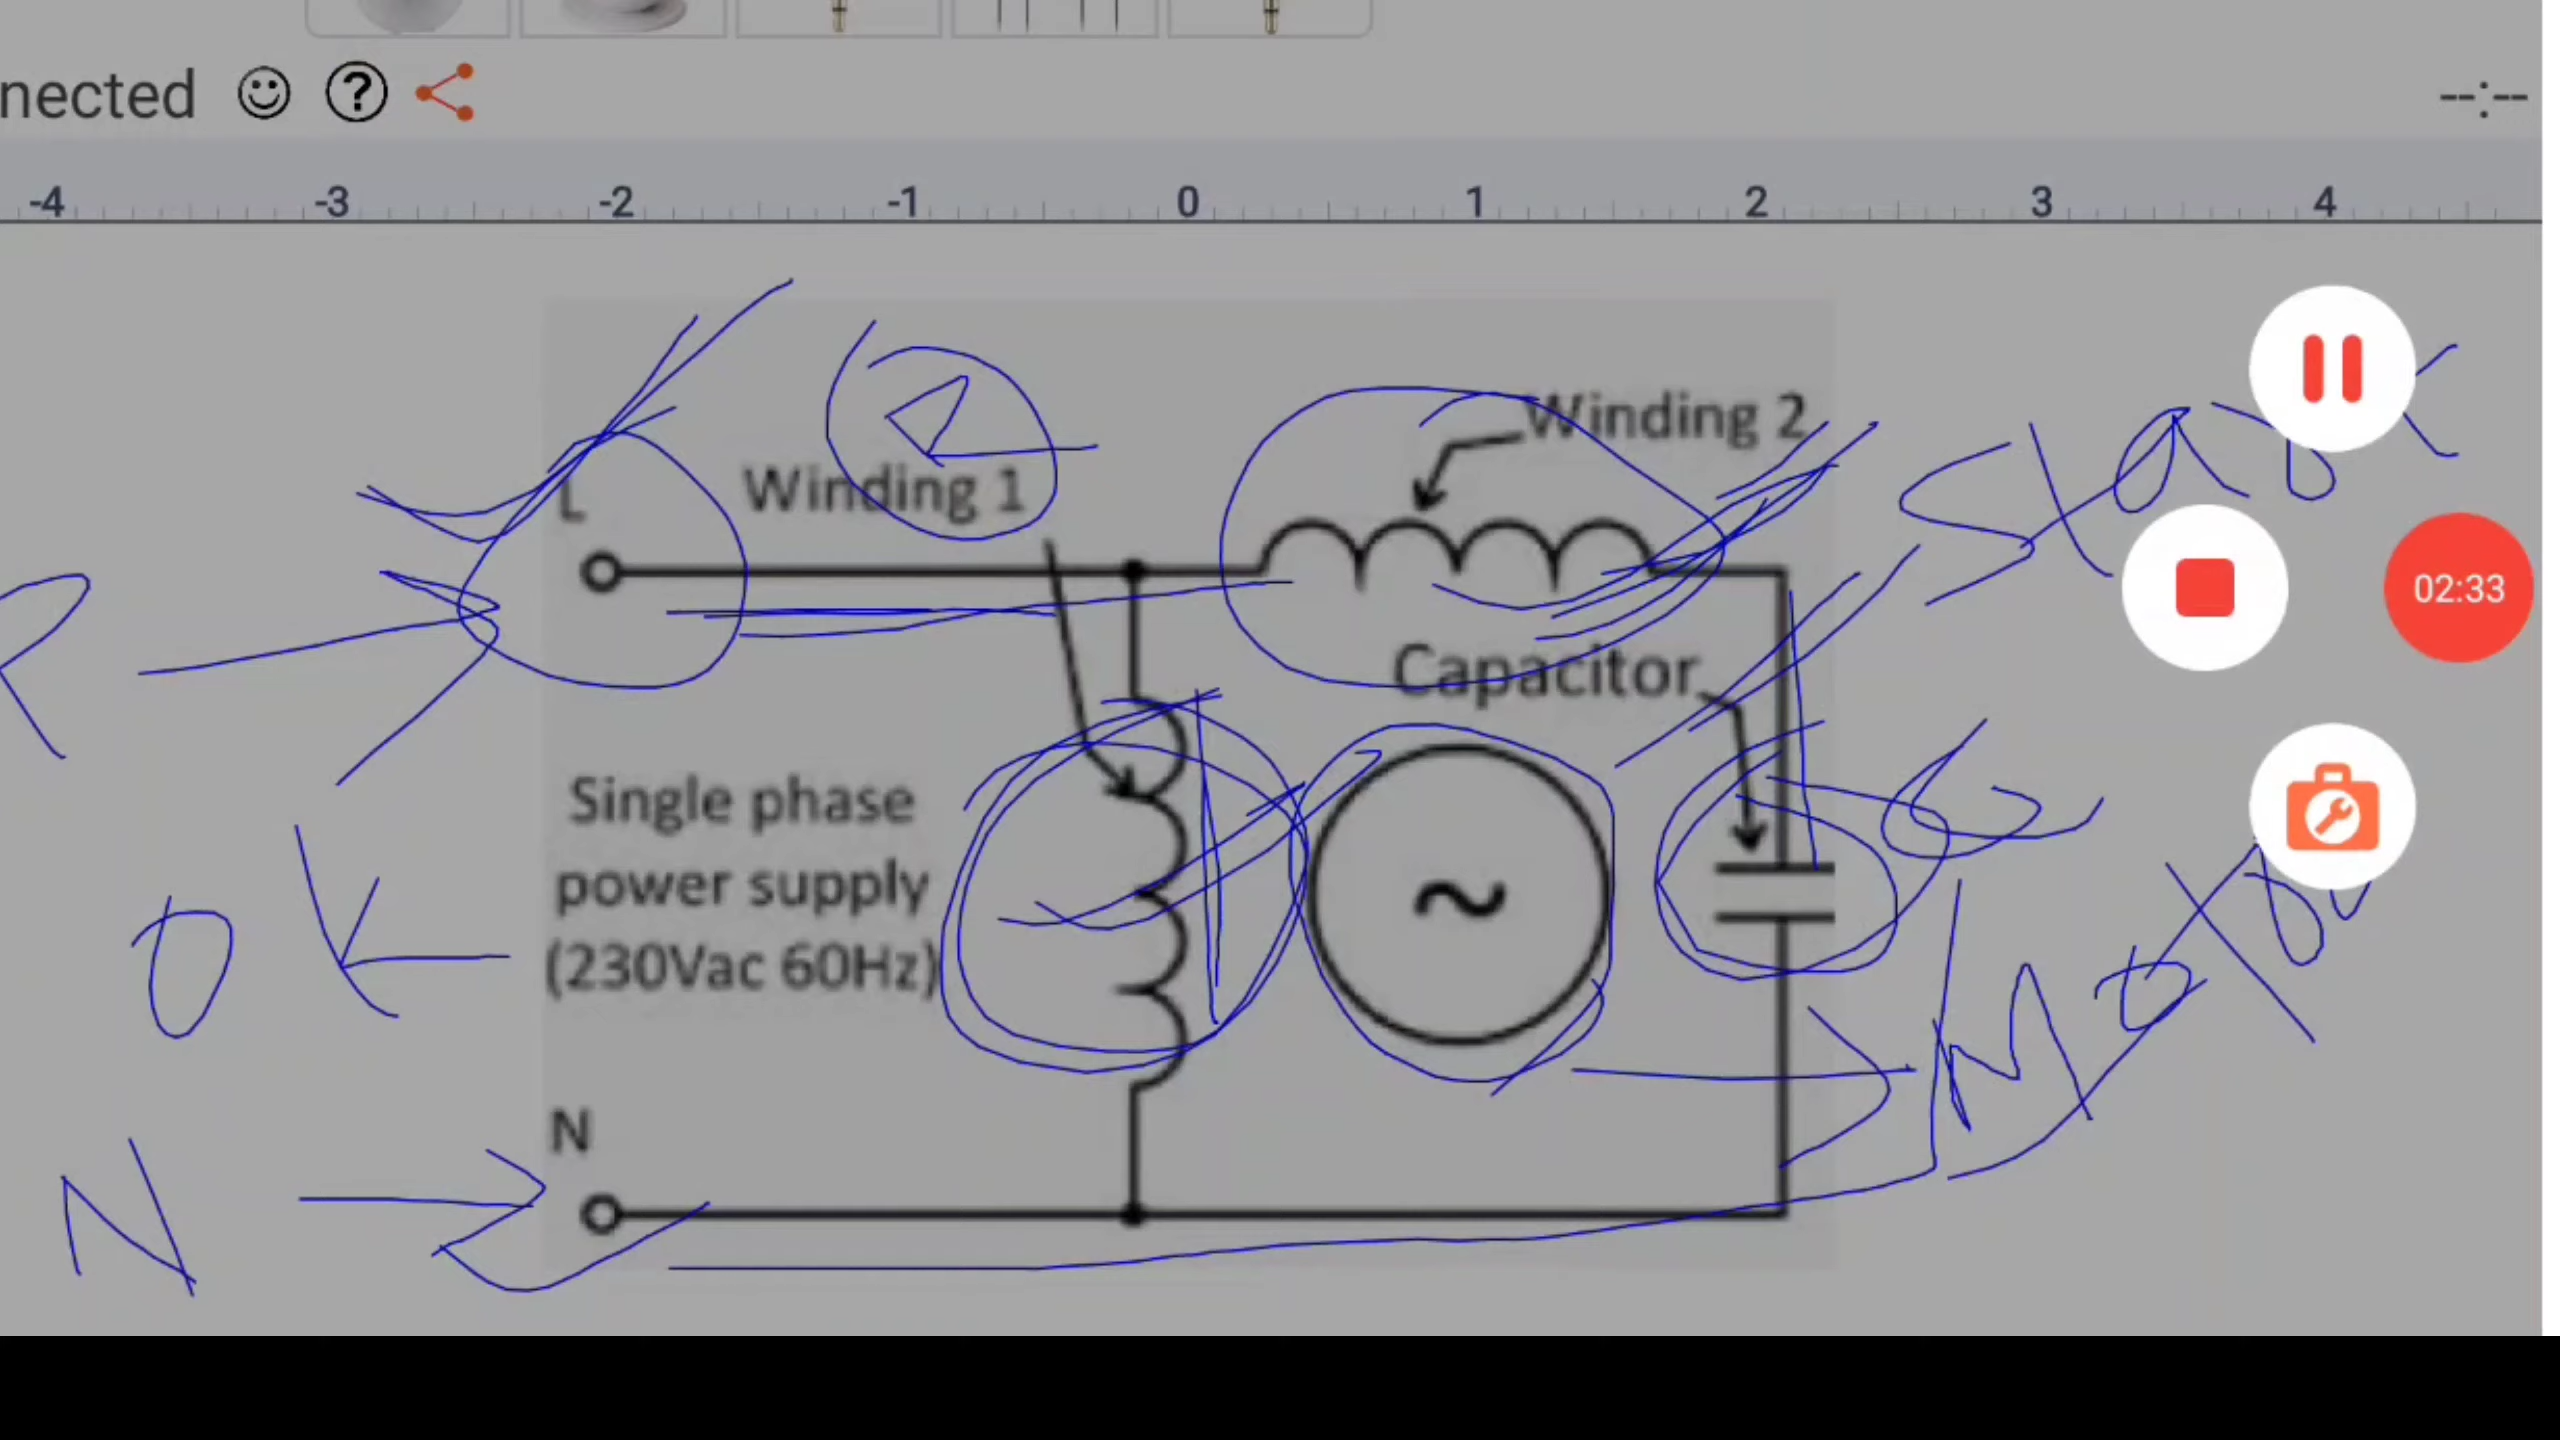 nected
--:--
-4 -3 -2 -1 0 1 2 3 4
Winding 2
Start
L
Winding 1
R
02:33
Capacitor
Single phase
power supply
(230Vac 60Hz)
OK
C
~
Motor
N
N